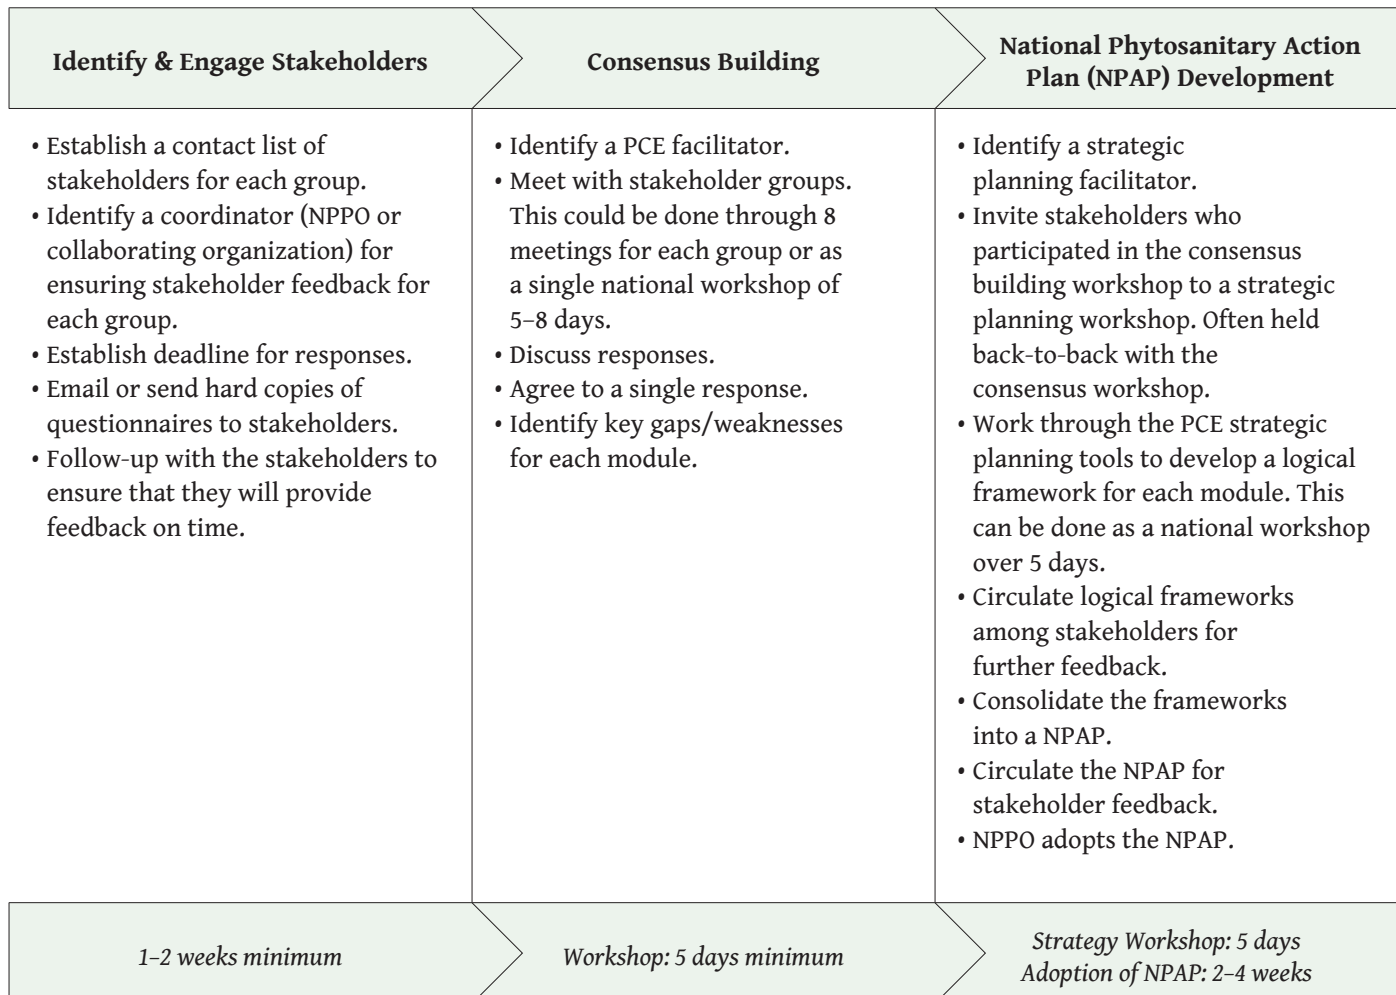 Identify & Engage Stakeholders
Consensus Building
National Phytosanitary Action
Plan (NPAP) Development
• Establish a contact list of
stakeholders for each group.
• Identify a coordinator (NPPO or
collaborating organization) for
ensuring stakeholder feedback for
each group.
• Establish deadline for responses.
• Email or send hard copies of
questionnaires to stakeholders.
• Follow-up with the stakeholders to
ensure that they will provide
feedback on time.
• Identify a PCE facilitator.
• Meet with stakeholder groups.
This could be done through 8
meetings for each group or as
a single national workshop of
5–8 days.
• Discuss responses.
• Agree to a single response.
• Identify key gaps/weaknesses
for each module.
• Identify a strategic
planning facilitator.
• Invite stakeholders who
participated in the consensus
building workshop to a strategic
planning workshop. Often held
back-to-back with the
consensus workshop.
• Work through the PCE strategic
planning tools to develop a logical
framework for each module. This
can be done as a national workshop
over 5 days.
• Circulate logical frameworks
among stakeholders for
further feedback.
• Consolidate the frameworks
into a NPAP.
• Circulate the NPAP for
stakeholder feedback.
• NPPO adopts the NPAP.
1–2 weeks minimum
Workshop: 5 days minimum
Strategy Workshop: 5 days
Adoption of NPAP: 2–4 weeks